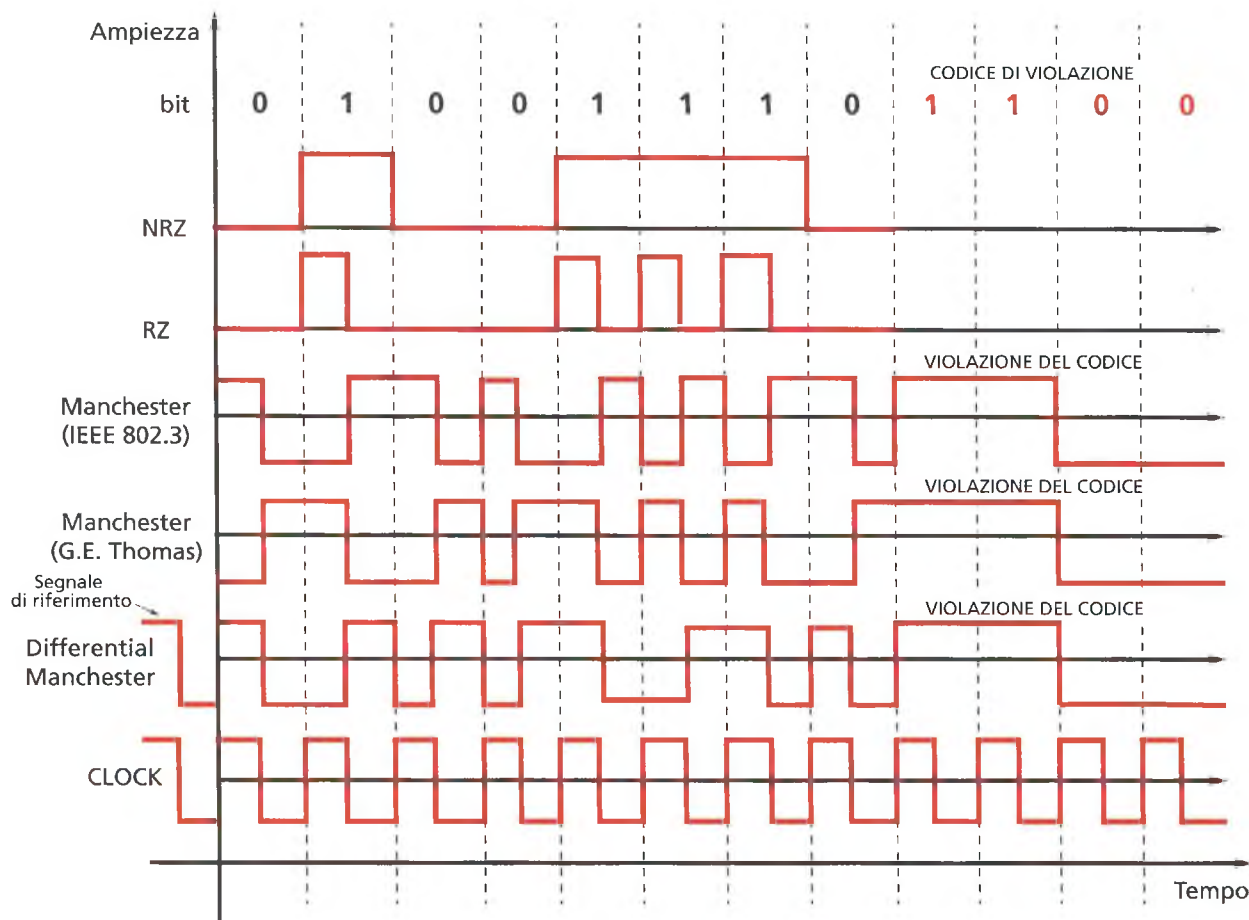 Ampiezza
CODICE DI VIOLAZIONE
bit 0 1 0 0 1 1 1 0 1 1 0 0
NRZ
RZ
VIOLAZIONE DEL CODICE
Manchester
(IEEE 802.3)
VIOLAZIONE DEL CODICE
Manchester
(G.E. Thomas)
Segnale
di riferimento
VIOLAZIONE DEL CODICE
Differential
Manchester
CLOCK
Tempo